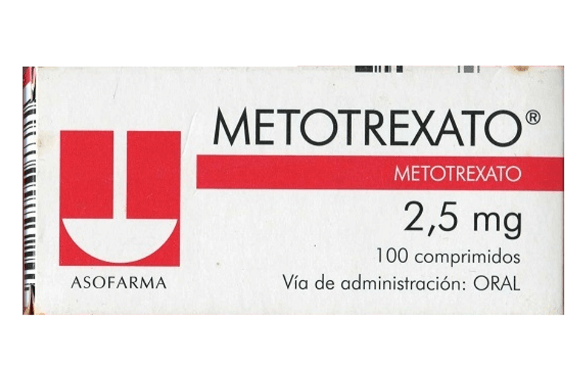 METOTREXATO®
METOTREXATO
2,5 mg
100 comprimidos
Vía de administración: ORAL
ASOFARMA